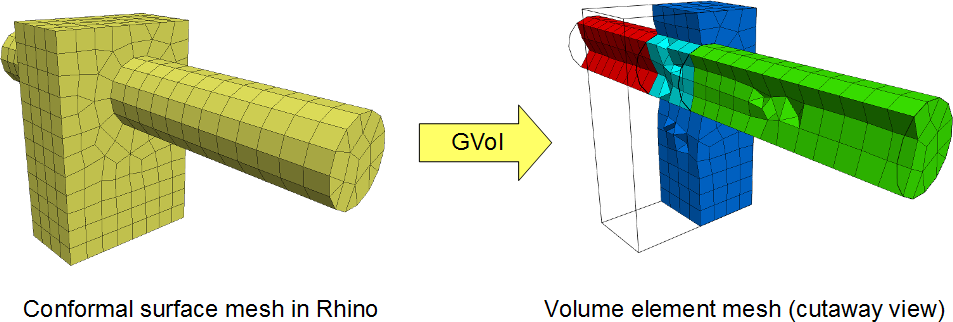 GVol
Conformal surface mesh in Rhino
Volume element mesh (cutaway view)